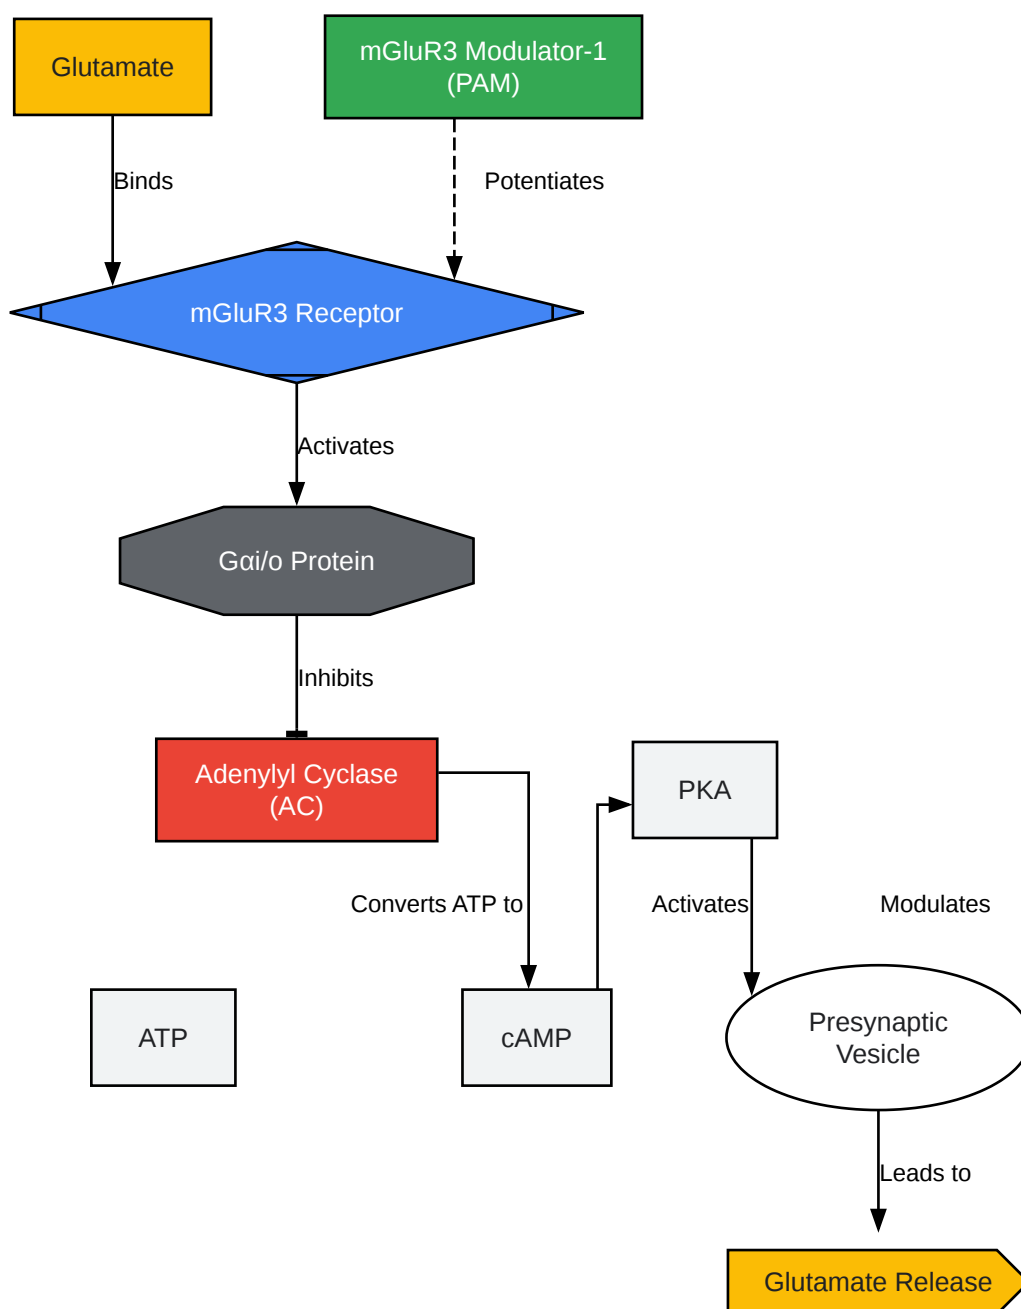 Glutamate
mGluR3 Modulator-1
(PAM)
Binds
Potentiates
mGluR3 Receptor
Activates
Gαi/o Protein
Inhibits
Adenylyl Cyclase
(AC)
PKA
Converts ATP to
Activates
Modulates
ATP
cAMP
Presynaptic
Vesicle
Leads to
Glutamate Release